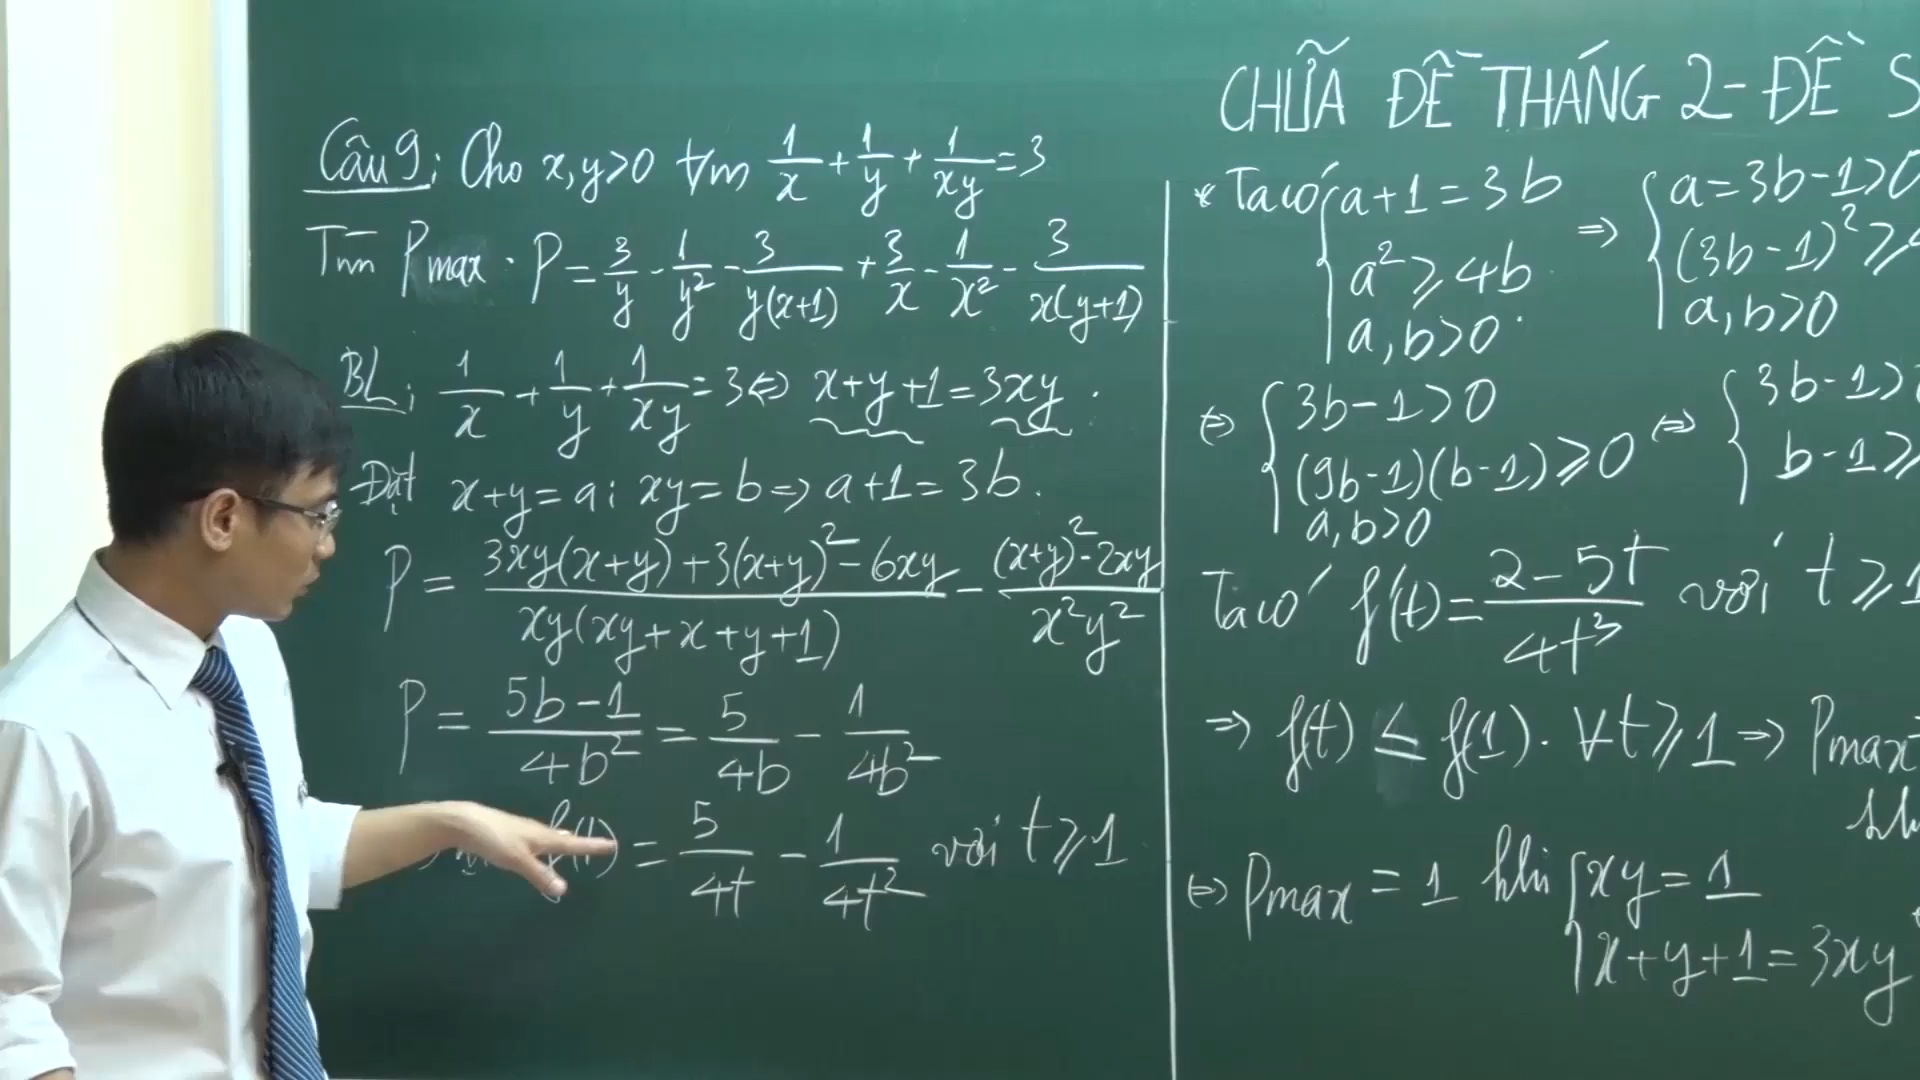 CHỮA ĐỀ THÁNG 2 - ĐỀ S
Câu 9: Cho x, y > 0 t/m 1/x + 1/y + 1/xy = 3
Tìm Pmax. P = 3/y - 1/y² - 3/(y(x+1)) + 3/x - 1/x² - 3/(x(y+1))
BL: 1/x + 1/y + 1/xy = 3 ⇔ x + y + 1 = 3xy.
Đặt x + y = a; xy = b ⇒ a + 1 = 3b.
P = (3xy(x+y) + 3(x+y)² - 6xy)/(xy(xy+x+y+1)) - ((x+y)² - 2xy)/(x²y²)
P = (5b - 1)/(4b²) = 5/(4b) - 1/(4b²)
f(t) = 5/(4t) - 1/(4t²) với t ≥ 1
* Ta có { a + 1 = 3b ⇒ { a = 3b - 1 > 0
a² ≥ 4b (3b - 1)² ≥
a, b > 0. a, b > 0
⇔ { 3b - 1 > 0 ⇔ { 3b - 1 >
(9b - 1)(b - 1) ≥ 0 b - 1 ≥
a, b > 0
Ta có f'(t) = (2 - 5t)/(4t³) với t ≥ 1
⇒ f(t) ≤ f(1). ∀t ≥ 1 ⇒ Pmax
⇔ Pmax = 1 khi { xy = 1
x + y + 1 = 3xy